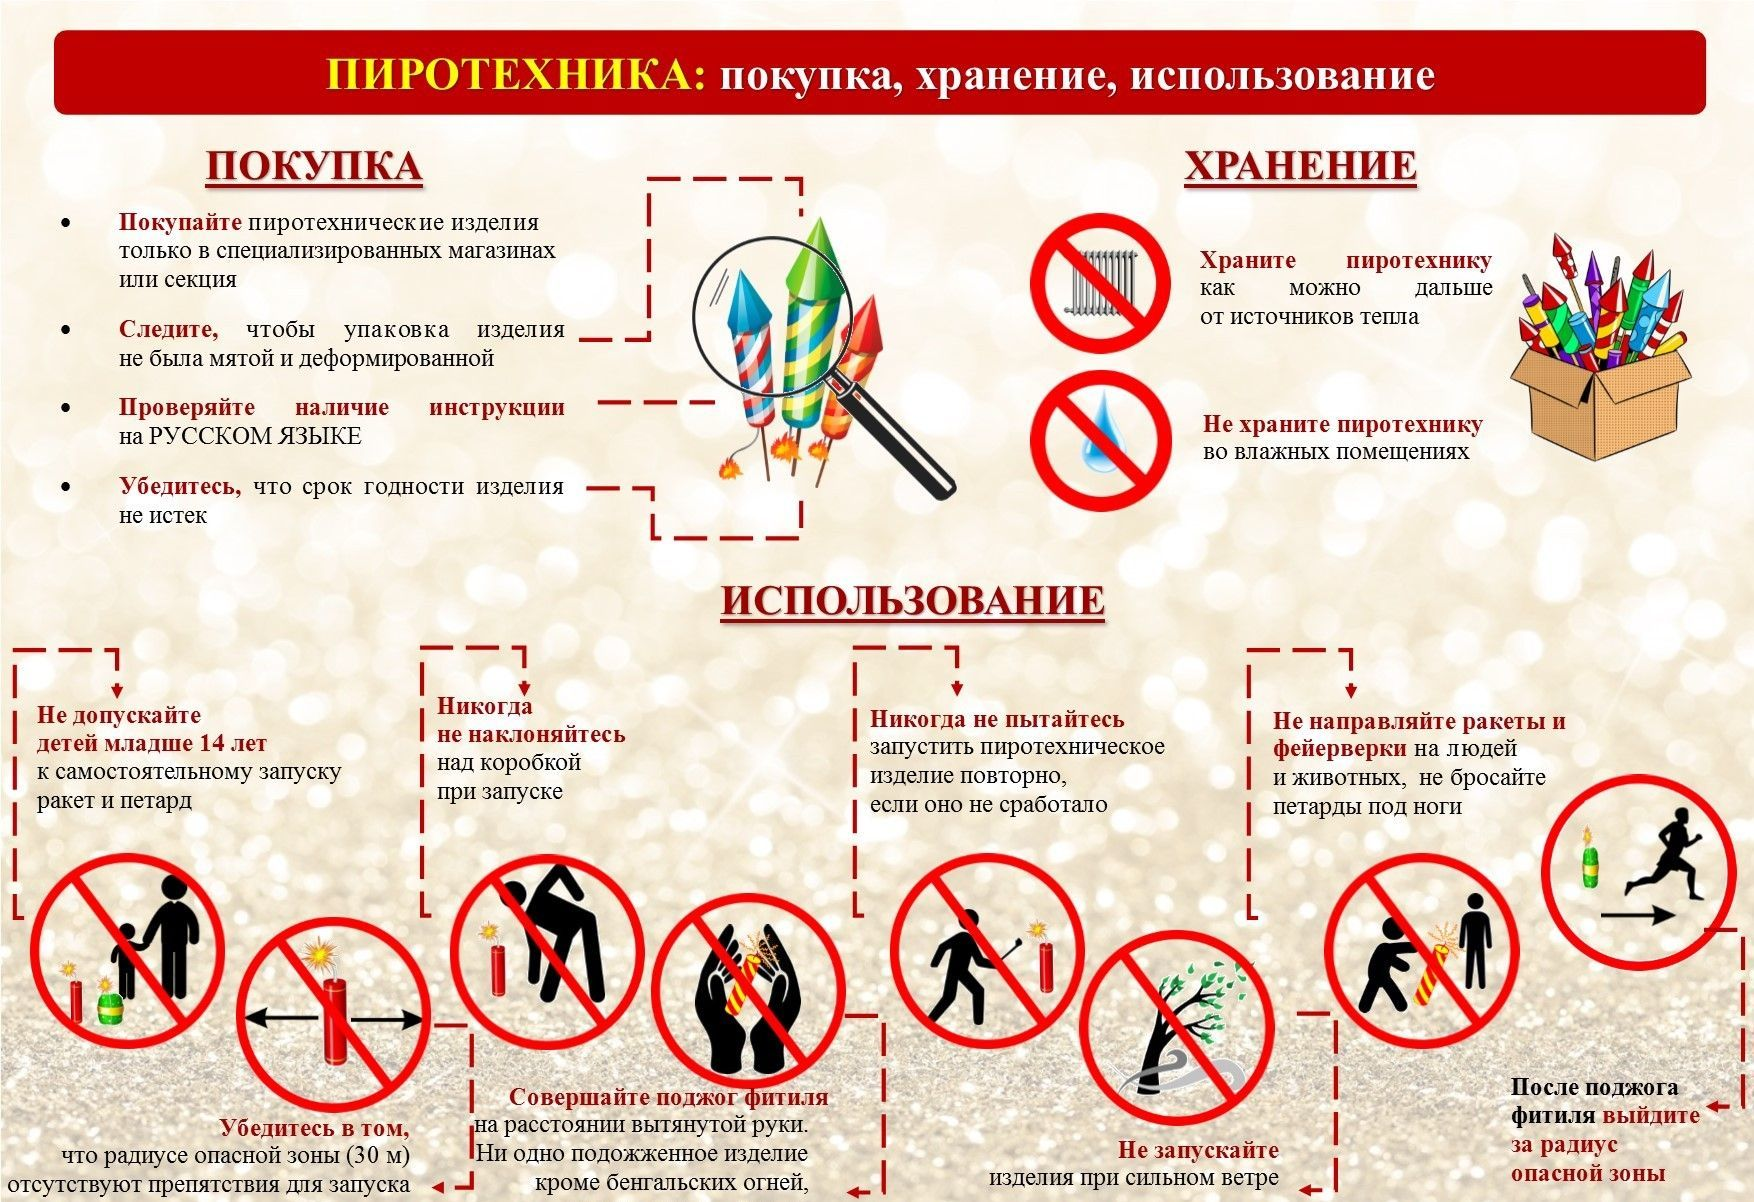 ПИРОТЕХНИКА: покупка, хранение, использование
ПОКУПКА
• Покупайте пиротехнические изделия
только в специализированных магазинах
или секция
• Следите, чтобы упаковка изделия
не была мятой и деформированной
• Проверяйте наличие инструкции
на РУССКОМ ЯЗЫКЕ
• Убедитесь, что срок годности изделия
не истек
ХРАНЕНИЕ
Храните пиротехнику
как можно дальше
от источников тепла
Не храните пиротехнику
во влажных помещениях
ИСПОЛЬЗОВАНИЕ
Не допускайте
детей младше 14 лет
к самостоятельному запуску
ракет и петард
Никогда
не наклоняйтесь
над коробкой
при запуске
Никогда не пытайтесь
запустить пиротехническое
изделие повторно,
если оно не сработало
Не направляйте ракеты и
фейерверки на людей
и животных, не бросайте
петарды под ноги
Убедитесь в том,
что радиусе опасной зоны (30 м)
отсутствуют препятствия для запуска
Совершайте поджог фитиля
на расстоянии вытянутой руки.
Ни одно подожженное изделие
кроме бенгальских огней,
Не запускайте
изделия при сильном ветре
После поджога
фитиля выйдите
за радиус
опасной зоны